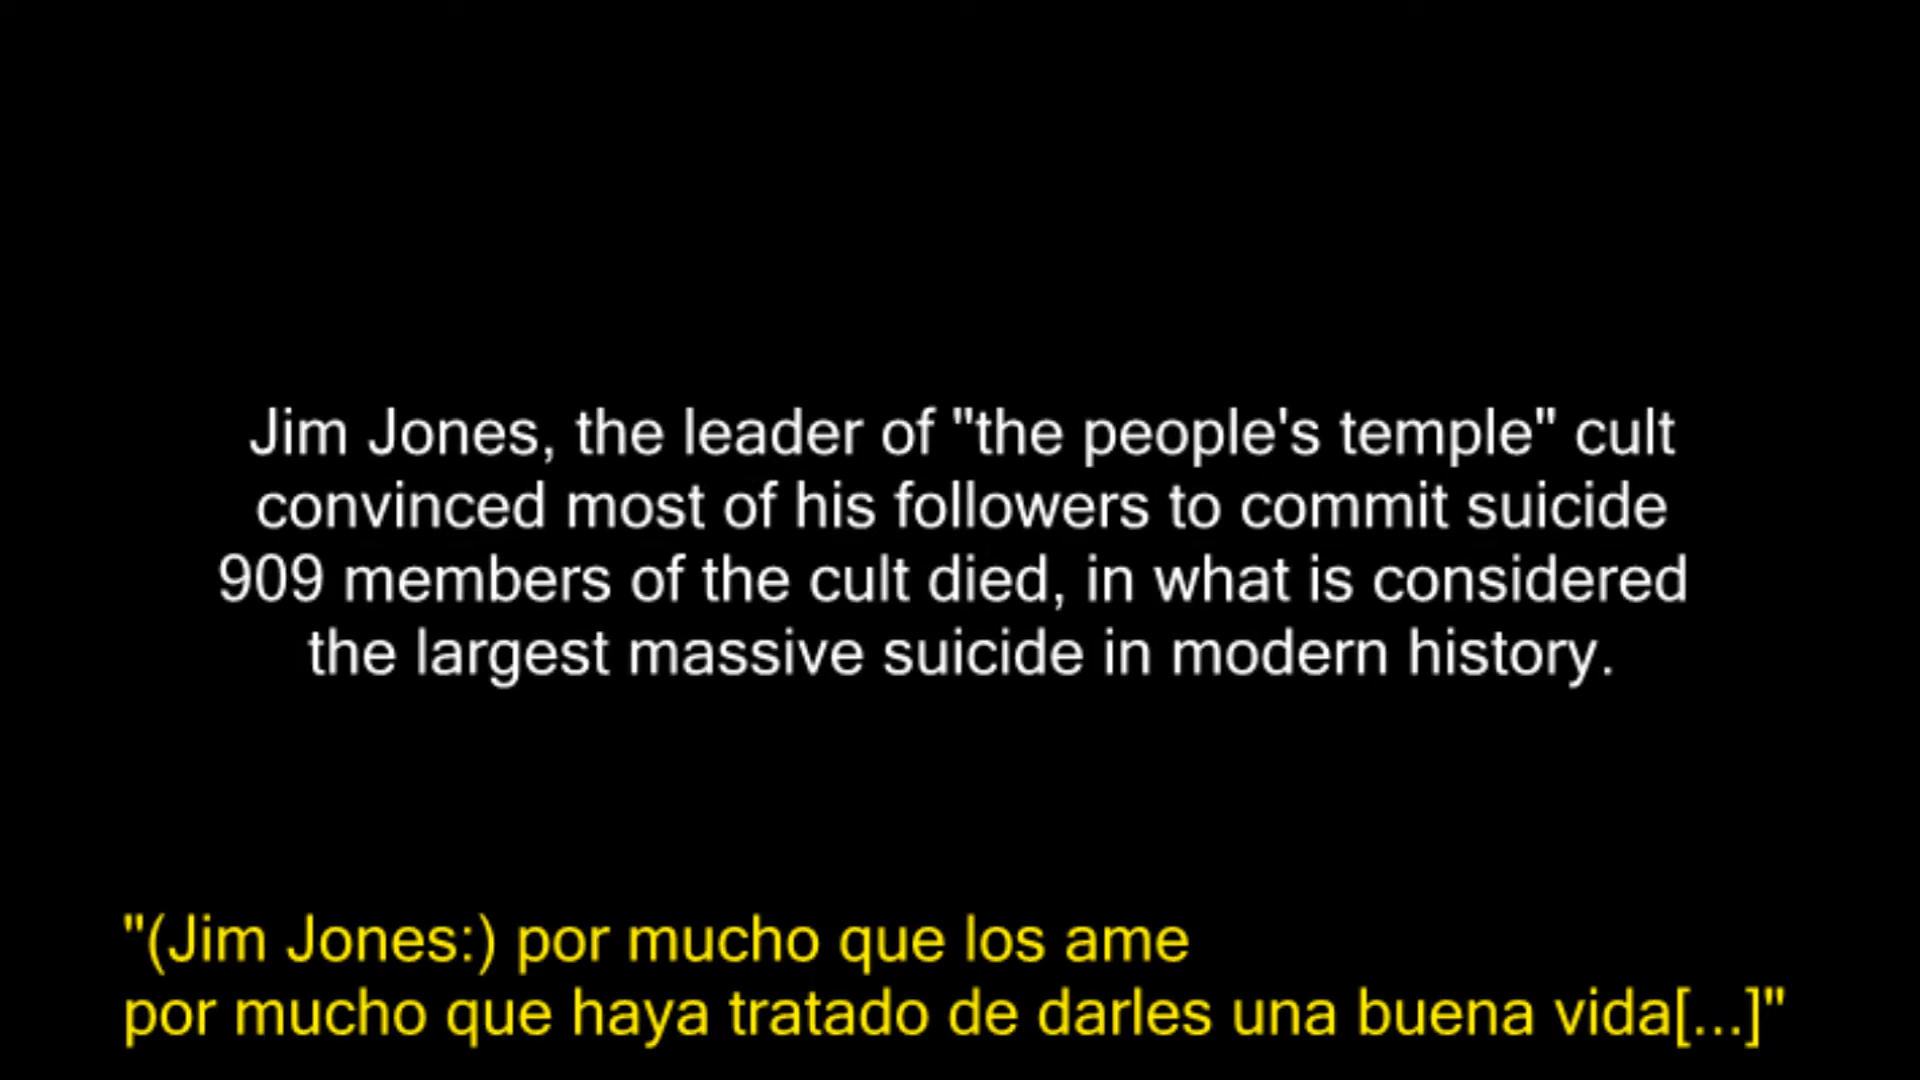 Jim Jones, the leader of "the people's temple" cult
convinced most of his followers to commit suicide
909 members of the cult died, in what is considered
the largest massive suicide in modern history.
"(Jim Jones:) por mucho que los ame
por mucho que haya tratado de darles una buena vida[...]"